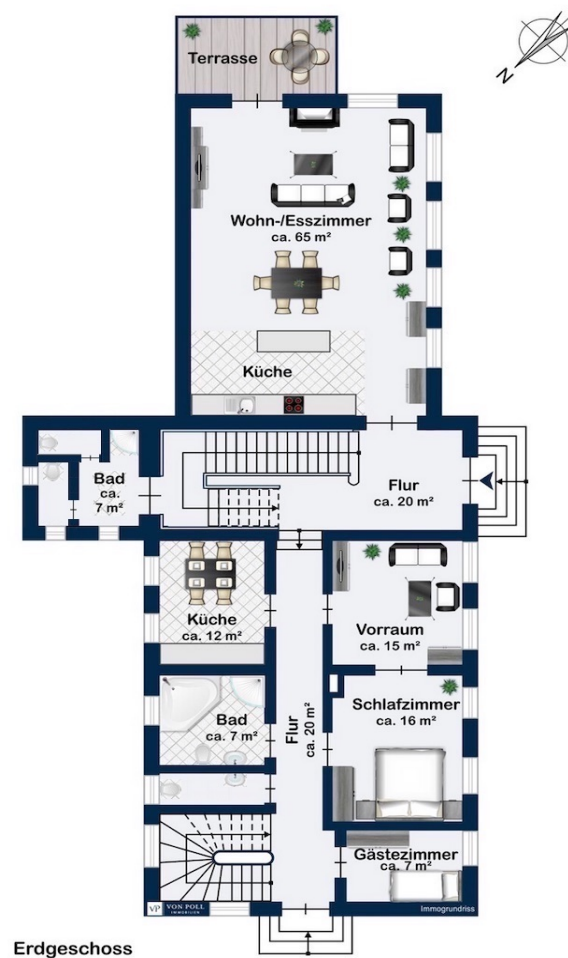 N
Terrasse
Wohn-/Esszimmer
ca. 65 m²
Küche
Bad
ca.
7 m²
Flur
ca. 20 m²
Küche
ca. 12 m²
Vorraum
ca. 15 m²
Bad
ca. 7 m²
Flur
ca. 20 m²
Schlafzimmer
ca. 16 m²
Gästezimmer
ca. 7 m²
VP VON POLL
IMMOBILIEN
Immogrundriss
Erdgeschoss